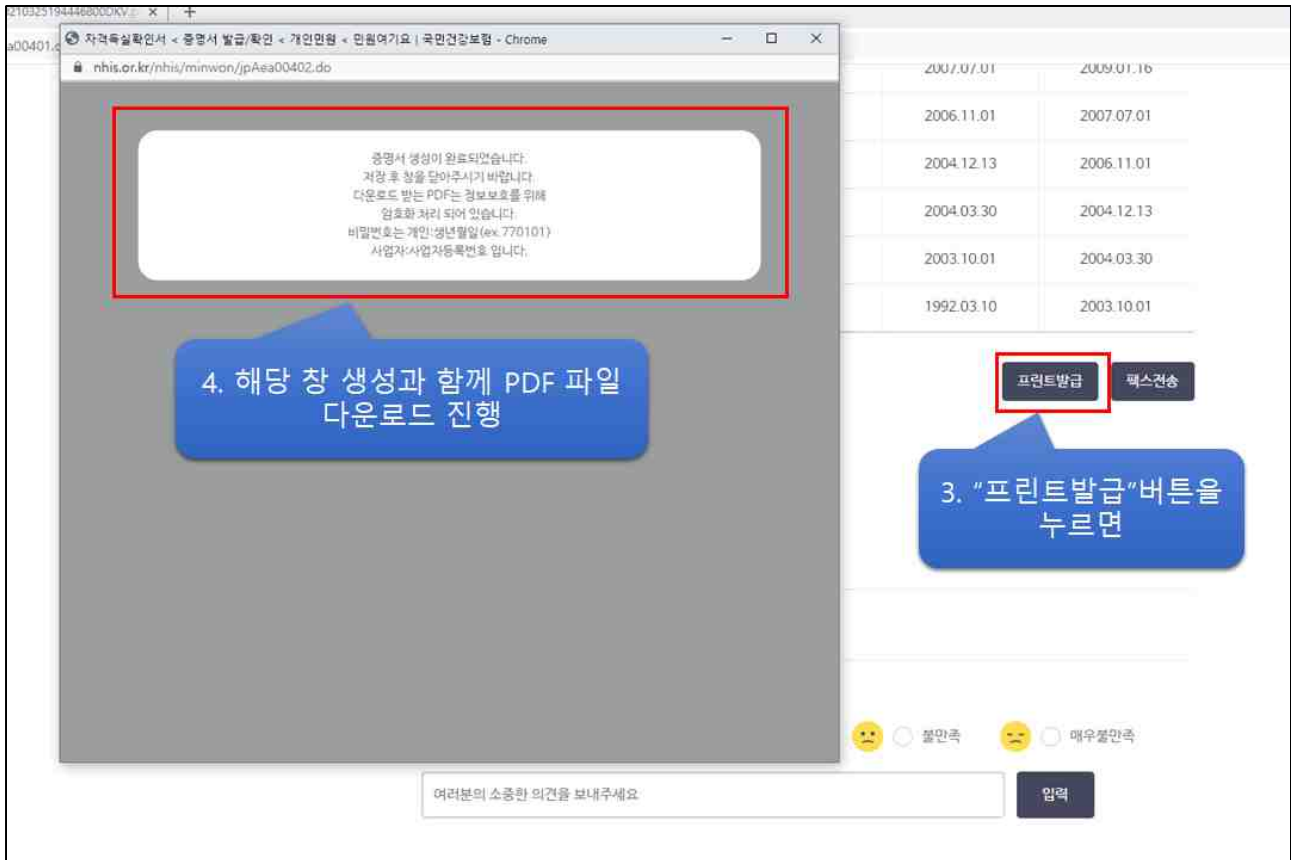 자격득실확인서 < 증명서 발급/확인 < 개인민원 < 민원여기요 | 국민건강보험 - Chrome
nhis.or.kr/nhis/minwon/jpAea00402.do
증명서 생성이 완료되었습니다.
저장 후 창을 닫아주시기 바랍니다.
다운로드 받는 PDF는 정보보호를 위해
암호화 처리 되어 있습니다.
비밀번호는 개인:생년월일(ex.770101)
사업자:사업자등록번호 입니다.
4. 해당 창 생성과 함께 PDF 파일
다운로드 진행
2007.07.01 2009.01.16
2006.11.01 2007.07.01
2004.12.13 2006.11.01
2004.03.30 2004.12.13
2003.10.01 2004.03.30
1992.03.10 2003.10.01
프린트발급 팩스전송
3. “프린트발급”버튼을
누르면
불만족 매우불만족
여러분의 소중한 의견을 보내주세요 입력